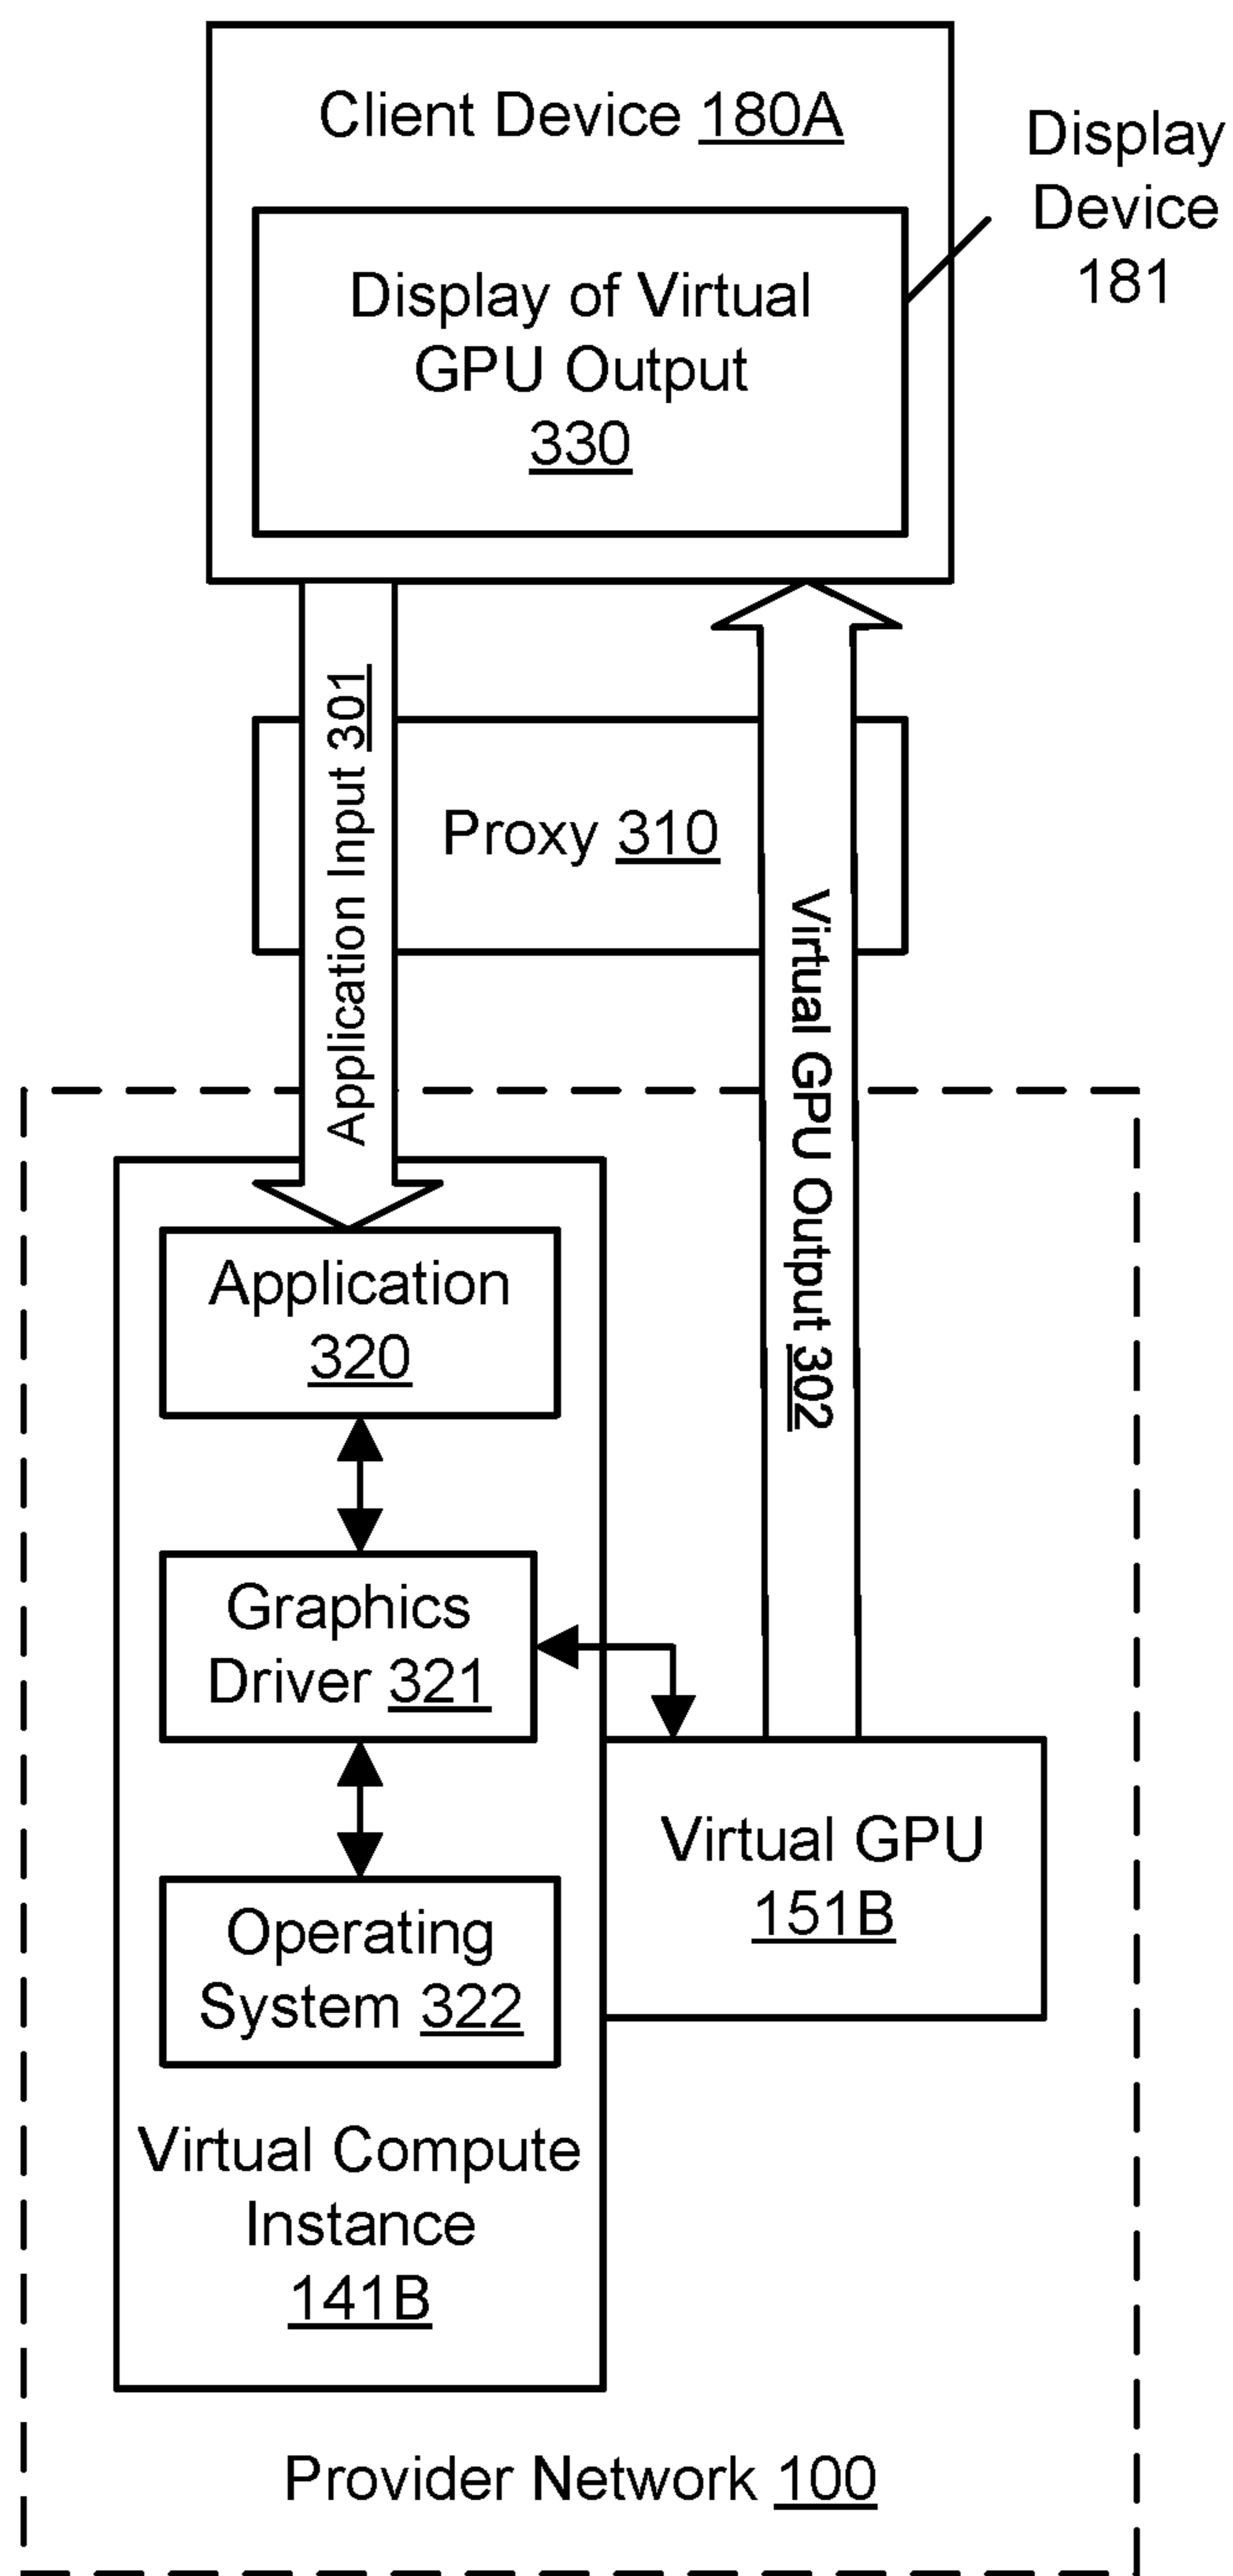 Client Device 180A
Display
Device
181
Display of Virtual
GPU Output
330
Application Input 301
Proxy 310
Virtual GPU Output 302
Application
320
Graphics
Driver 321
Virtual GPU
151B
Operating
System 322
Virtual Compute
Instance
141B
Provider Network 100